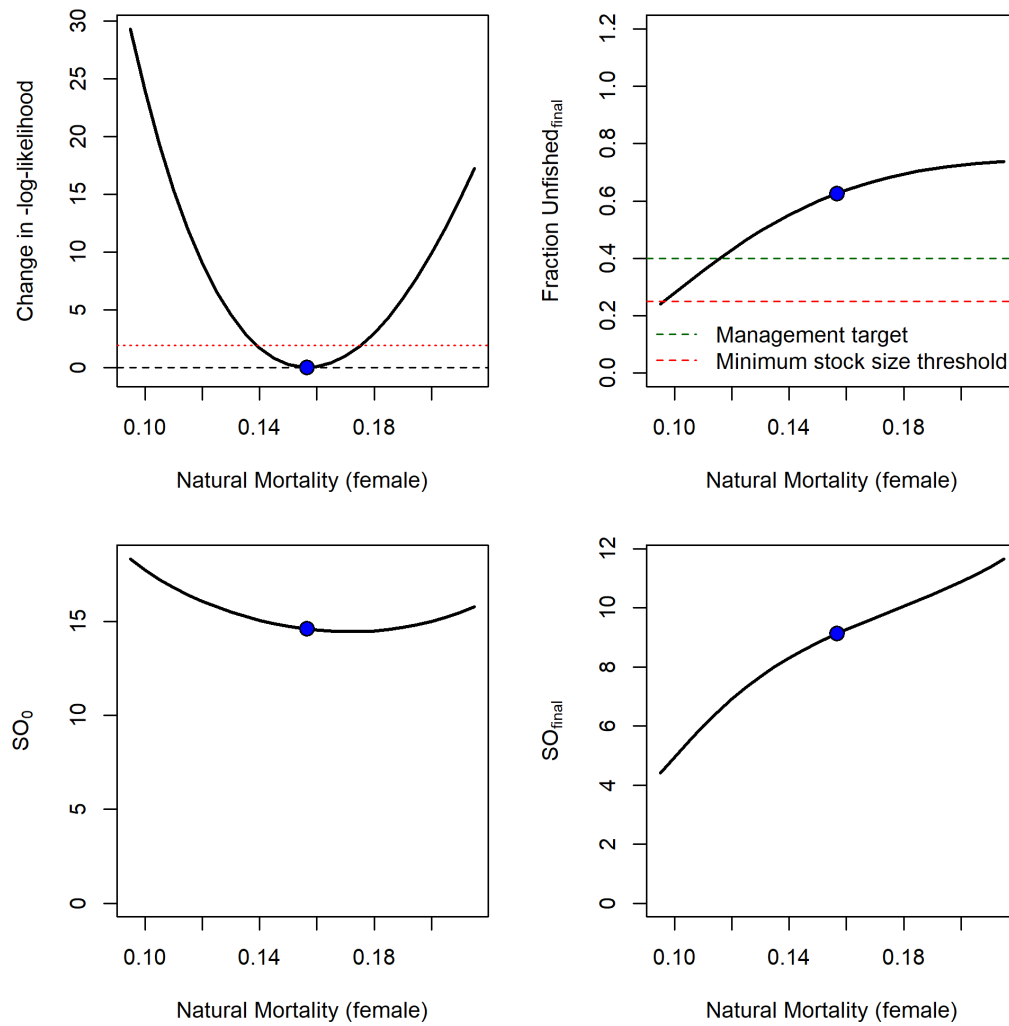 30
25
20
15
10
5
0
Change in -log-likelihood
0.10 0.14 0.18
Natural Mortality (female)
1.2
1.0
0.8
0.6
0.4
0.2
0.0
Fraction Unfished final
Management target
Minimum stock size threshold
0.10 0.14 0.18
Natural Mortality (female)
15
10
5
0
SO0
0.10 0.14 0.18
Natural Mortality (female)
12
10
8
6
4
2
0
SOfinal
0.10 0.14 0.18
Natural Mortality (female)